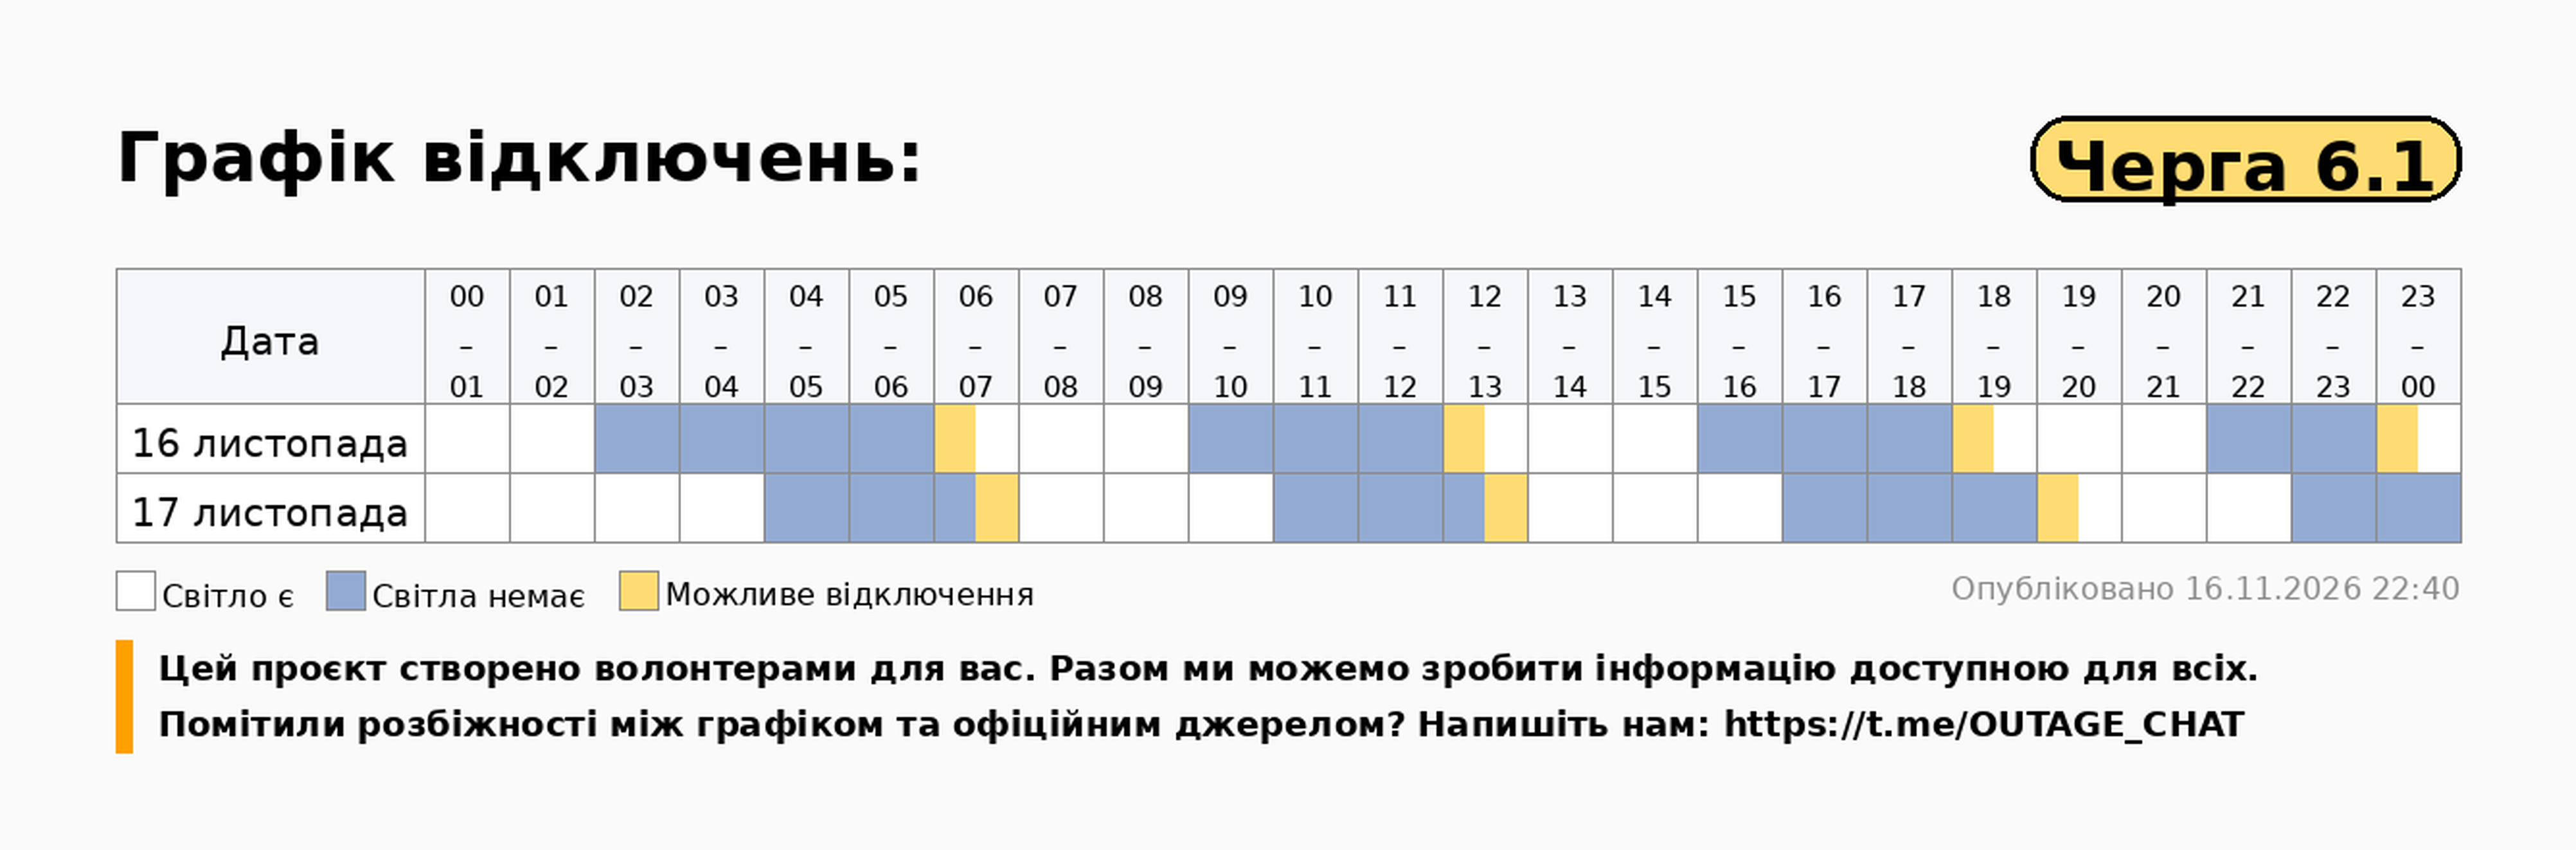 Графік відключень:
Черга 6.1
Дата
00 – 01
01 – 02
02 – 03
03 – 04
04 – 05
05 – 06
06 – 07
07 – 08
08 – 09
09 – 10
10 – 11
11 – 12
12 – 13
13 – 14
14 – 15
15 – 16
16 – 17
17 – 18
18 – 19
19 – 20
20 – 21
21 – 22
22 – 23
23 – 00
16 листопада
17 листопада
Світло є
Світла немає
Можливе відключення
Опубліковано 16.11.2026 22:40
Цей проєкт створено волонтерами для вас. Разом ми можемо зробити інформацію доступною для всіх.
Помітили розбіжності між графіком та офіційним джерелом? Напишіть нам: https://t.me/OUTAGE_CHAT